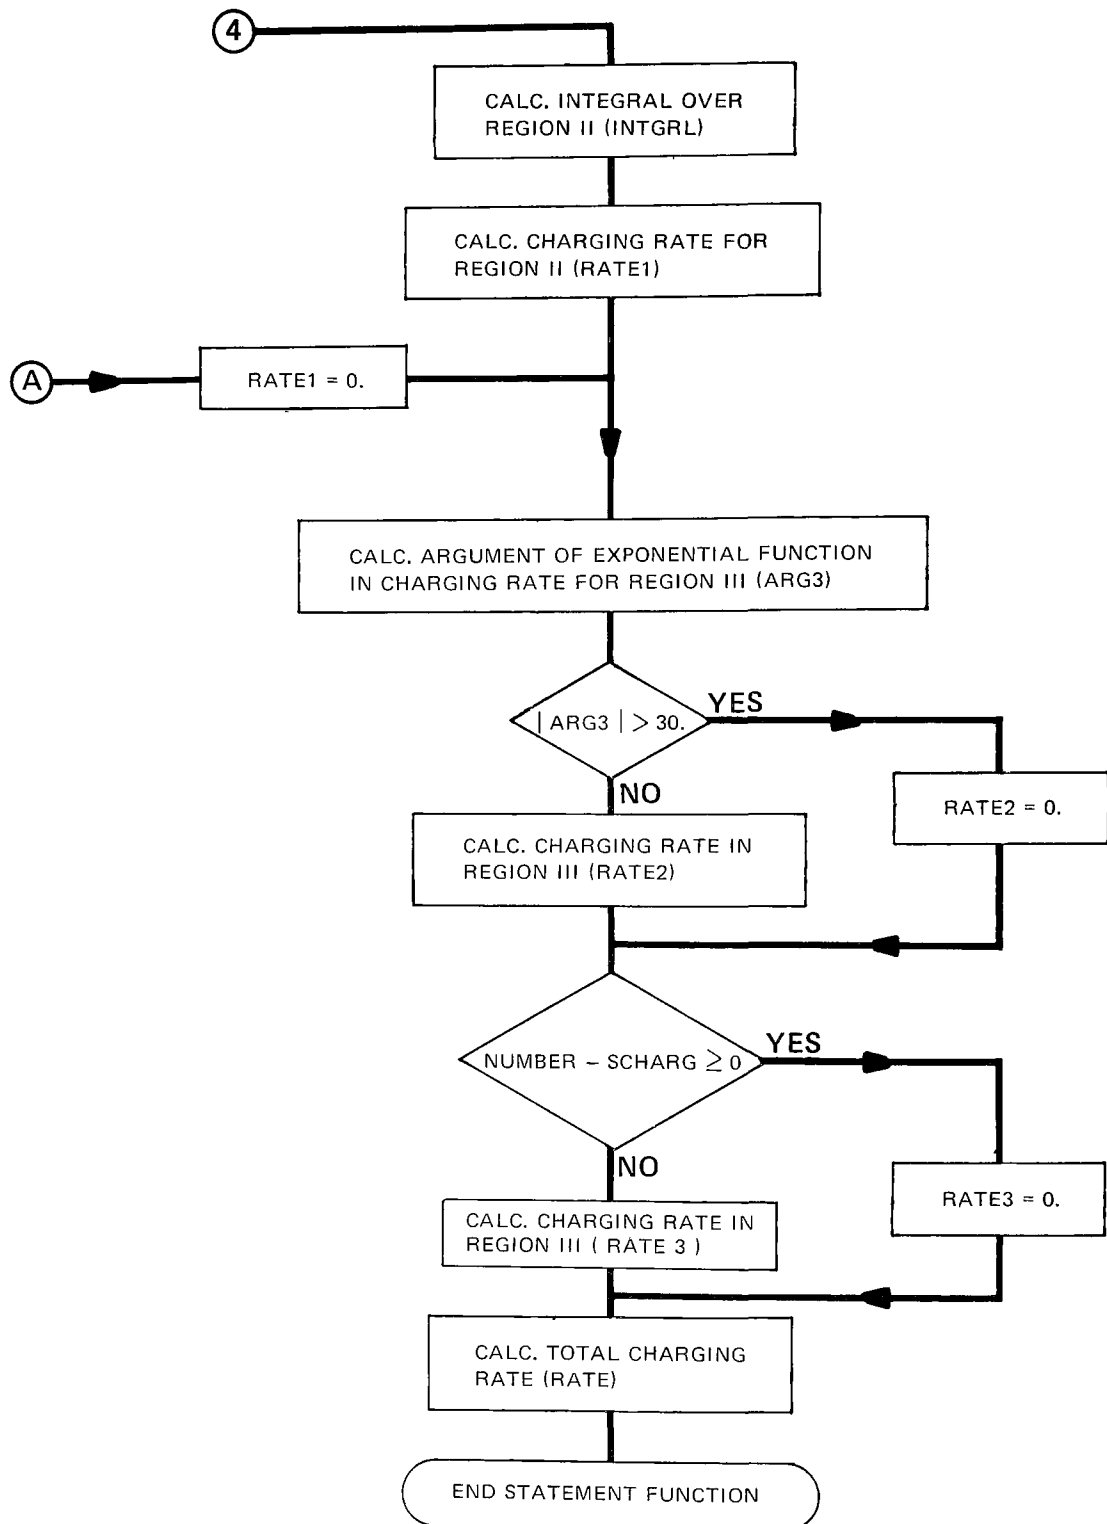 4
CALC. INTEGRAL OVER
REGION II (INTGRL)
CALC. CHARGING RATE FOR
REGION II (RATE1)
A
RATE1 = 0.
CALC. ARGUMENT OF EXPONENTIAL FUNCTION
IN CHARGING RATE FOR REGION III (ARG3)
| ARG3 | > 30.
YES
NO
RATE2 = 0.
CALC. CHARGING RATE IN
REGION III (RATE2)
NUMBER – SCHARG ≥ 0
YES
NO
RATE3 = 0.
CALC. CHARGING RATE IN
REGION III ( RATE 3 )
CALC. TOTAL CHARGING
RATE (RATE)
END STATEMENT FUNCTION